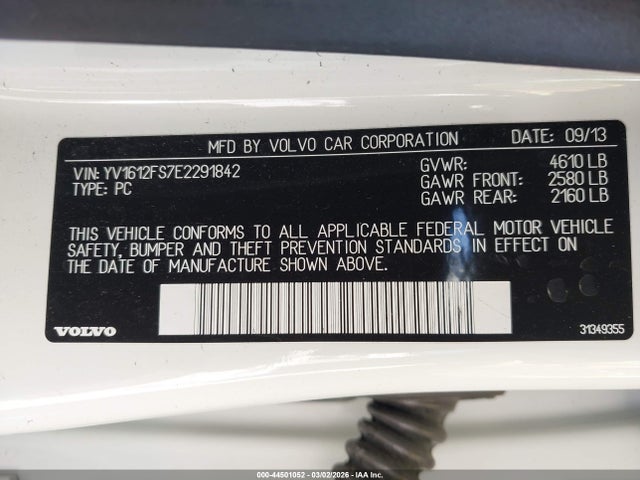 MFD BY VOLVO CAR CORPORATION DATE: 09/13
VIN: YV1612FS7E2291842 GVWR: 4610 LB
TYPE: PC GAWR FRONT: 2580 LB
GAWR REAR: 2160 LB
THIS VEHICLE CONFORMS TO ALL APPLICABLE FEDERAL MOTOR VEHICLE
SAFETY, BUMPER AND THEFT PREVENTION STANDARDS IN EFFECT ON
THE DATE OF MANUFACTURE SHOWN ABOVE.
VOLVO 31349355
000-44501052 - 03/02/2026 - IAA Inc.